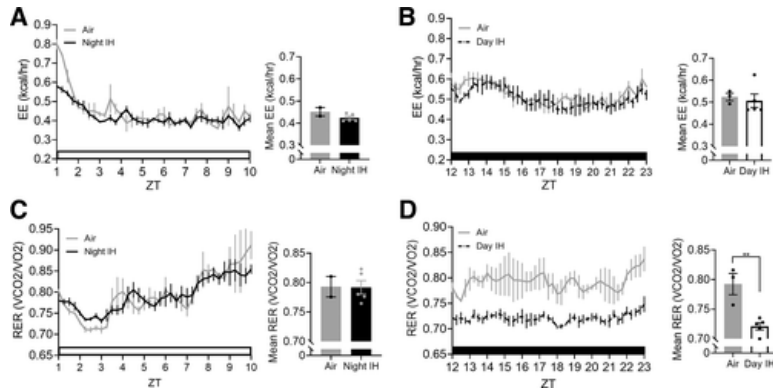 A
Air
Night IH
EE (kcal/hr)
0.9
0.8
0.7
0.6
0.5
0.4
0.3
0.2
1 2 3 4 5 6 7 8 9 10
ZT
Mean EE (kcal/hr)
0.7
0.5
0.4
0.3
0
Air Night IH
B
Air
Day IH
EE (kcal/hr)
0.9
0.8
0.7
0.6
0.5
0.4
0.3
0.2
12 13 14 15 16 17 18 19 20 21 22 23
ZT
Mean EE (kcal/hr)
0.7
0.5
0.3
0
Air Day IH
C
Air
Night IH
RER (VCO2/VO2)
0.95
0.90
0.85
0.80
0.75
0.70
0.65
1 2 3 4 5 6 7 8 9 10
ZT
Mean RER (VCO2/VO2)
0.85
0.80
0.75
0.70
0
Air Night IH
D
Air
Day IH
RER (VCO2/VO2)
0.90
0.85
0.80
0.75
0.70
0.65
12 13 14 15 16 17 18 19 20 21 22 23
ZT
Mean RER (VCO2/VO2)
0.85
**
0.80
0.75
0.70
0
Air Day IH